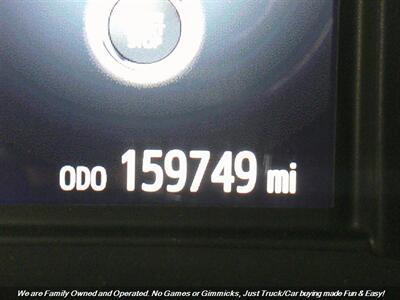 ODO 159749 mi
We are Family Owned and Operated. No Games or Gimmicks, Just Truck/Car buying made Fun & Easy!